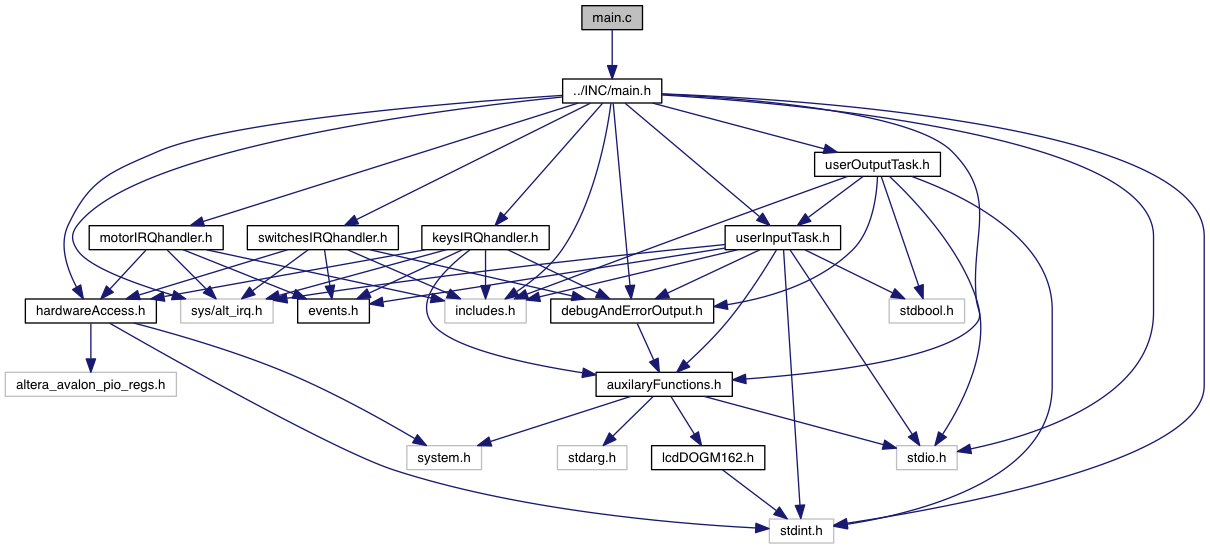 main.c
../INC/main.h
userOutputTask.h
motorIRQhandler.h
switchesIRQhandler.h
keysIRQhandler.h
userInputTask.h
hardwareAccess.h
sys/alt_irq.h
events.h
includes.h
debugAndErrorOutput.h
stdbool.h
altera_avalon_pio_regs.h
auxilaryFunctions.h
system.h
stdarg.h
lcdDOGM162.h
stdio.h
stdint.h